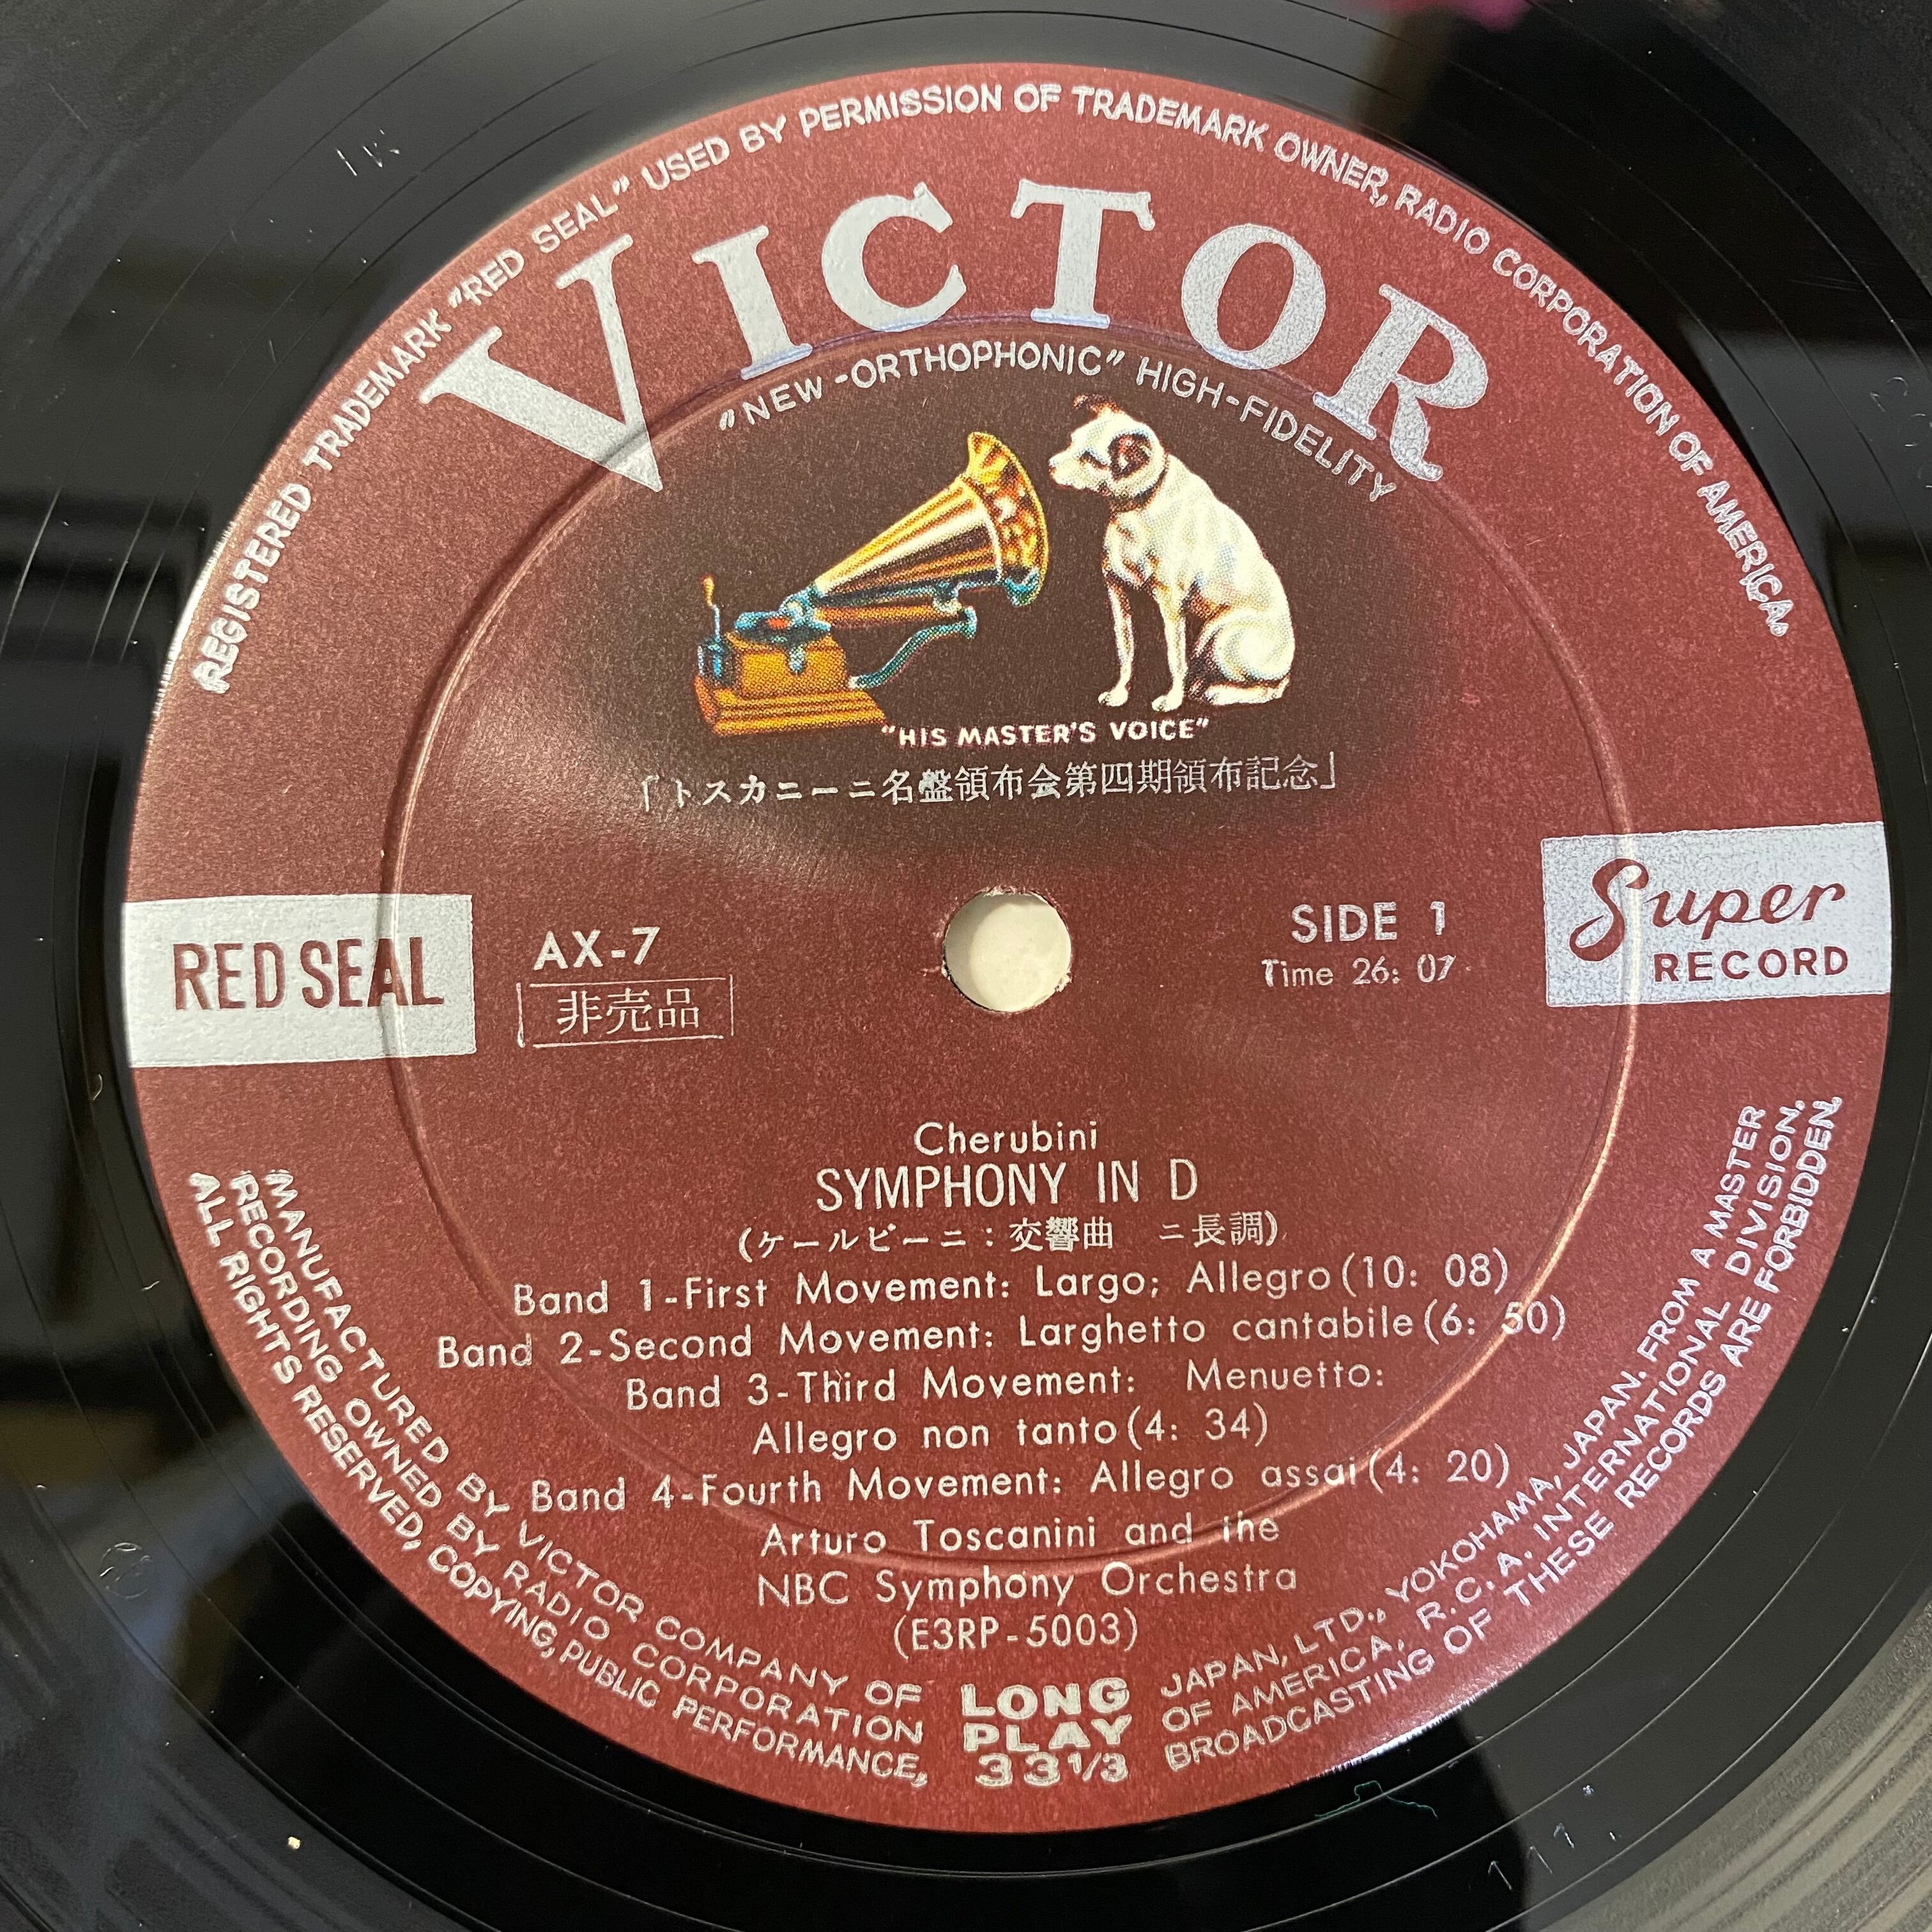 REGISTERED TRADEMARK "RED SEAL" USED BY PERMISSION OF TRADEMARK OWNER, RADIO CORPORATION OF AMERICA.
VICTOR
"NEW-ORTHOPHONIC" HIGH-FIDELITY
"HIS MASTER'S VOICE"
「トスカニーニ名盤領布会第四期領布記念」
RED SEAL
AX-7
非売品
SIDE 1
Time 26: 07
Super
RECORD
Cherubini
SYMPHONY IN D
(ケールビーニ：交響曲 ニ長調)
Band 1-First Movement: Largo; Allegro(10: 08)
Band 2-Second Movement: Larghetto cantabile(6: 50)
Band 3-Third Movement: Menuetto:
Allegro non tanto(4: 34)
Band 4-Fourth Movement: Allegro assai(4: 20)
Arturo Toscanini and the
NBC Symphony Orchestra
(E3RP-5003)
LONG
PLAY
33 1/3
MANUFACTURED BY VICTOR COMPANY OF JAPAN, LTD., YOKOHAMA, JAPAN. FROM A MASTER
RECORDING OWNED BY RADIO CORPORATION OF AMERICA, R.C.A. INTERNATIONAL DIVISION.
ALL RIGHTS RESERVED, COPYING, PUBLIC PERFORMANCE, BROADCASTING OF THESE RECORDS ARE FORBIDDEN.